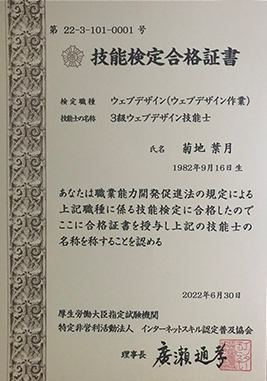 第 22-3-101-0001 号
技能検定合格証書
検定職種 ウェブデザイン(ウェブデザイン作業)
技能士の名称 3級ウェブデザイン技能士
氏名 菊地 葉月
1982年9月16日 生
あなたは職業能力開発促進法の規定による
上記職種に係る技能検定に合格したので
ここに合格証書を授与し上記の技能士の
名称を称することを認める
2022年6月30日
厚生労働大臣指定試験機関
特定非営利活動法人 インターネットスキル認定普及協会
理事長 廣瀬通孝